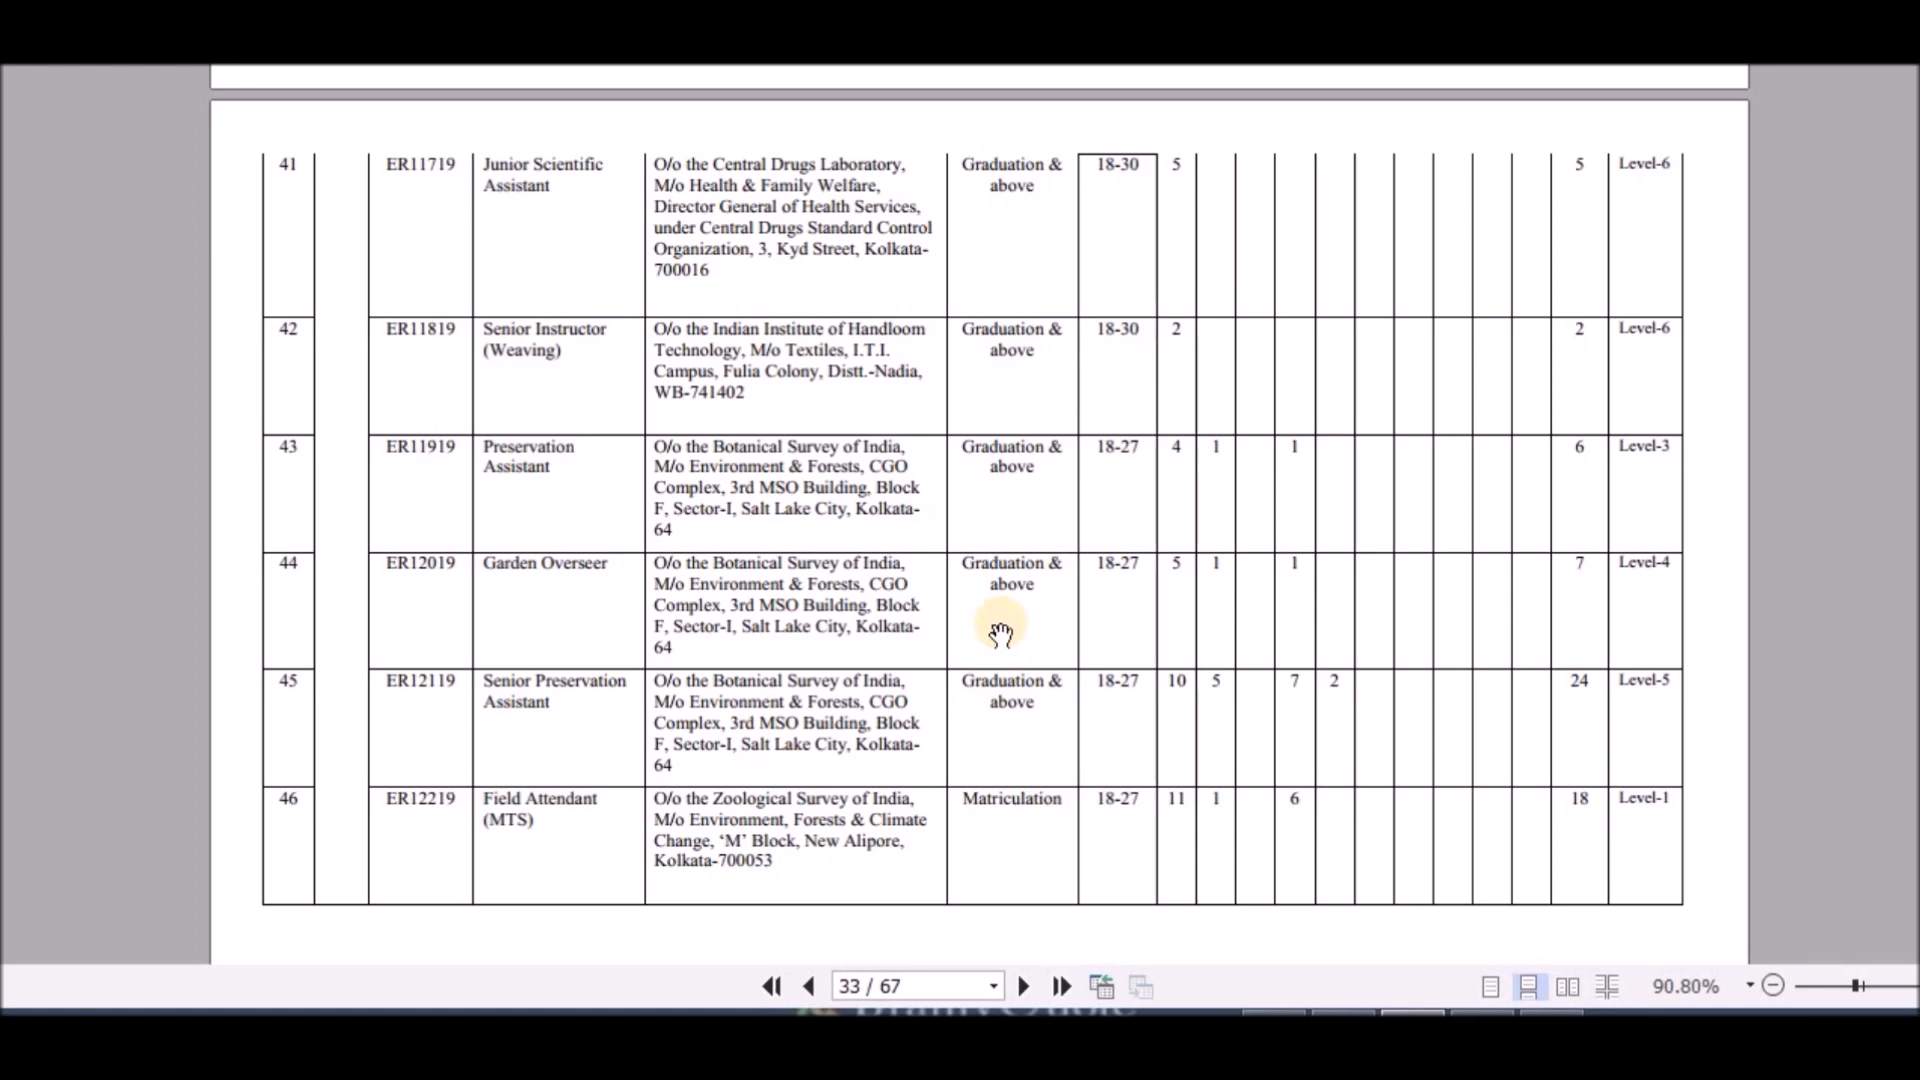 41 ER11719 Junior Scientific O/o the Central Drugs Laboratory, Graduation & 18-30 5 5 Level-6
Assistant M/o Health & Family Welfare, above
Director General of Health Services,
under Central Drugs Standard Control
Organization, 3, Kyd Street, Kolkata-
700016
42 ER11819 Senior Instructor O/o the Indian Institute of Handloom Graduation & 18-30 2 2 Level-6
(Weaving) Technology, M/o Textiles, I.T.I. above
Campus, Fulia Colony, Distt.-Nadia,
WB-741402
43 ER11919 Preservation O/o the Botanical Survey of India, Graduation & 18-27 4 1 1 6 Level-3
Assistant M/o Environment & Forests, CGO above
Complex, 3rd MSO Building, Block
F, Sector-I, Salt Lake City, Kolkata-
64
44 ER12019 Garden Overseer O/o the Botanical Survey of India, Graduation & 18-27 5 1 1 7 Level-4
M/o Environment & Forests, CGO above
Complex, 3rd MSO Building, Block
F, Sector-I, Salt Lake City, Kolkata-
64
45 ER12119 Senior Preservation O/o the Botanical Survey of India, Graduation & 18-27 10 5 7 2 24 Level-5
Assistant M/o Environment & Forests, CGO above
Complex, 3rd MSO Building, Block
F, Sector-I, Salt Lake City, Kolkata-
64
46 ER12219 Field Attendant O/o the Zoological Survey of India, Matriculation 18-27 11 1 6 18 Level-1
(MTS) M/o Environment, Forests & Climate
Change, ‘M’ Block, New Alipore,
Kolkata-700053
33 / 67 90.80%